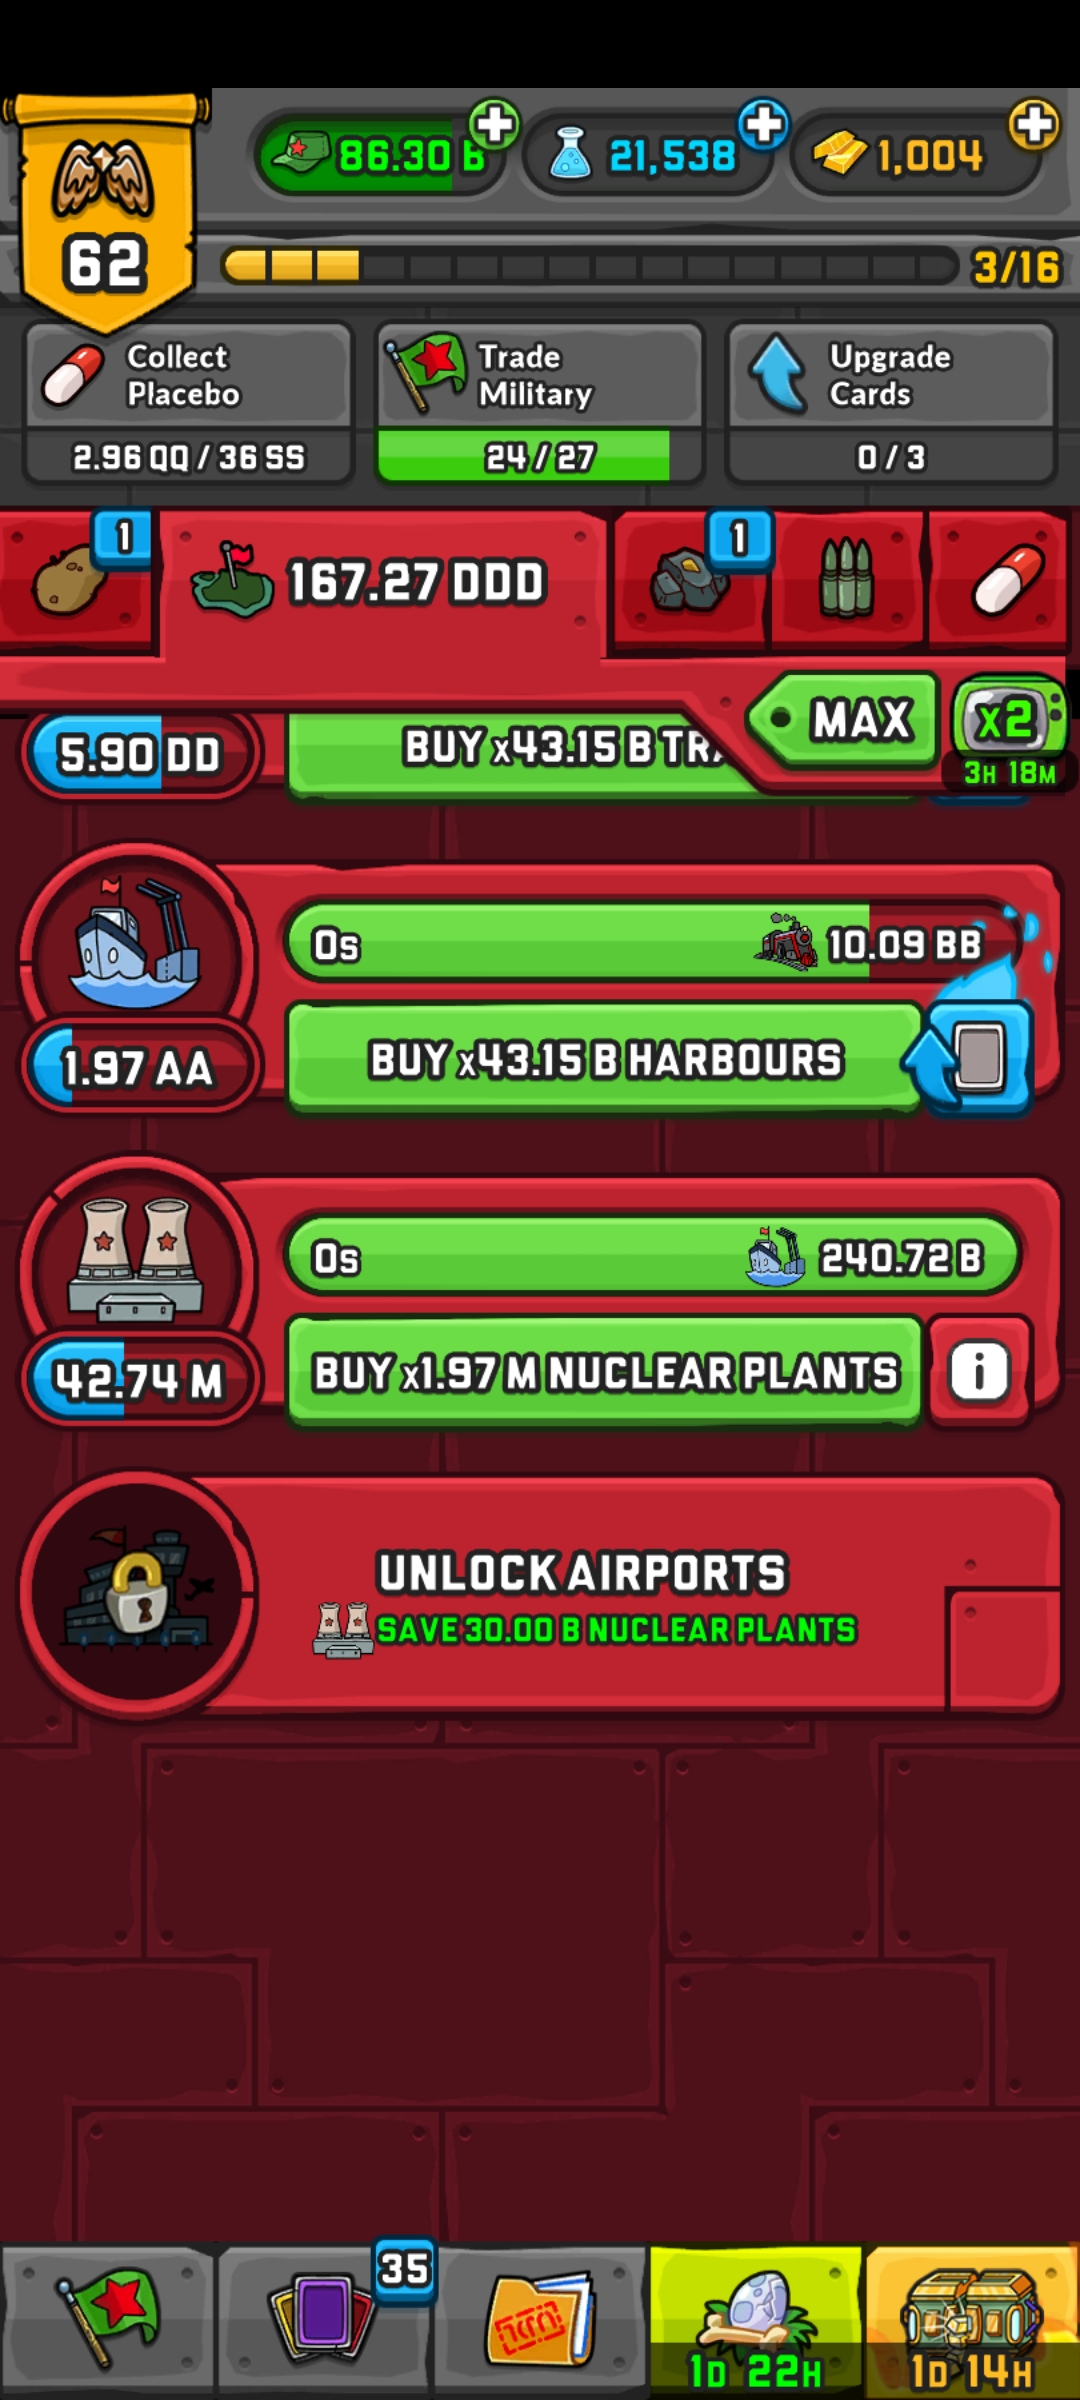 86.30 B
21,538
1,004
62
3/16
Collect
Placebo
2.96 QQ / 36 SS
Trade
Military
24 / 27
Upgrade
Cards
0 / 3
1
167.27 DDD
1
MAX
x2
3H 18M
5.90 DD
BUY x43.15 B
0s
10.09 BB
1.97 AA
BUY x43.15 B HARBOURS
0s
240.72 B
42.74 M
BUY x1.97 M NUCLEAR PLANTS
i
UNLOCK AIRPORTS
SAVE 30.00 B NUCLEAR PLANTS
35
1D 22H
1D 14H